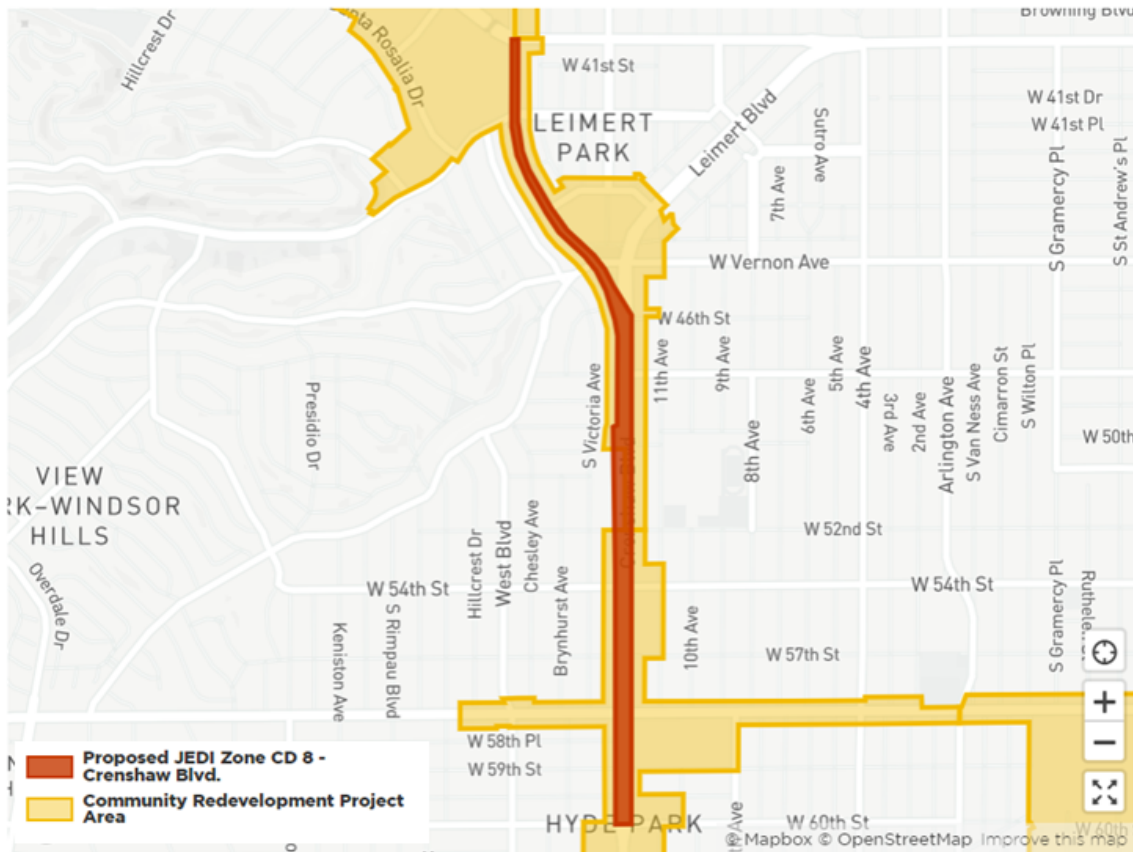 Browning Blvd
Hillcrest Dr
Santa Rosalia Dr
W 41st St
W 41st Dr
W 41st Pl
LEIMERT
PARK
Leimert Blvd
Sutro Ave
7th Ave
S Gramercy Pl
S St Andrew's Pl
W Vernon Ave
W 46th St
S Victoria Ave
11th Ave
9th Ave
5th Ave
4th Ave
6th Ave
3rd Ave
2nd Ave
Arlington Ave
S Van Ness Ave
Cimarron St
S Wilton Pl
Presidio Dr
Crenshaw Blvd
8th Ave
W 50th
VIEW
RK-WINDSOR
HILLS
Hillcrest Dr
West Blvd
Chesley Ave
W 52nd St
Overdale Dr
W 54th St
W 54th St
Brynhurst Ave
S Gramercy Pl
Keniston Ave
S Rimpau Blvd
10th Ave
W 57th St
W 58th Pl
W 59th St
Proposed JEDI Zone CD 8 -
Crenshaw Blvd.
Community Redevelopment Project
Area
HYDE PARK
W 60th St
W 60th
© Mapbox © OpenStreetMap Improve this map